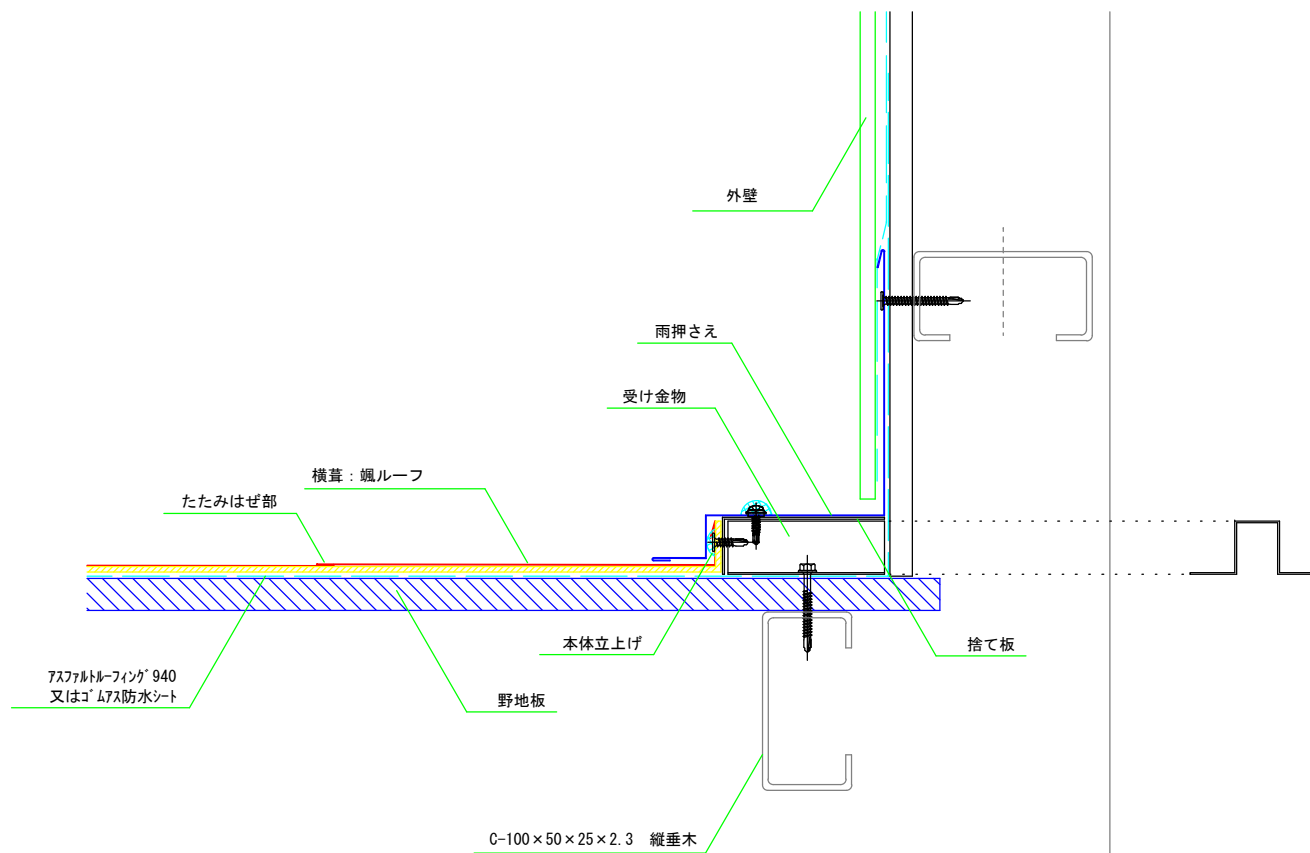 外壁
雨押さえ
受け金物
横葺:颯ルーフ
たたみはぜ部
本体立上げ
捨て板
ｱｽﾌｧﾙﾄﾙｰﾌｨﾝｸﾞ940
又はｺﾞﾑｱｽ防水ｼｰﾄ
野地板
C-100×50×25×2.3 縦垂木